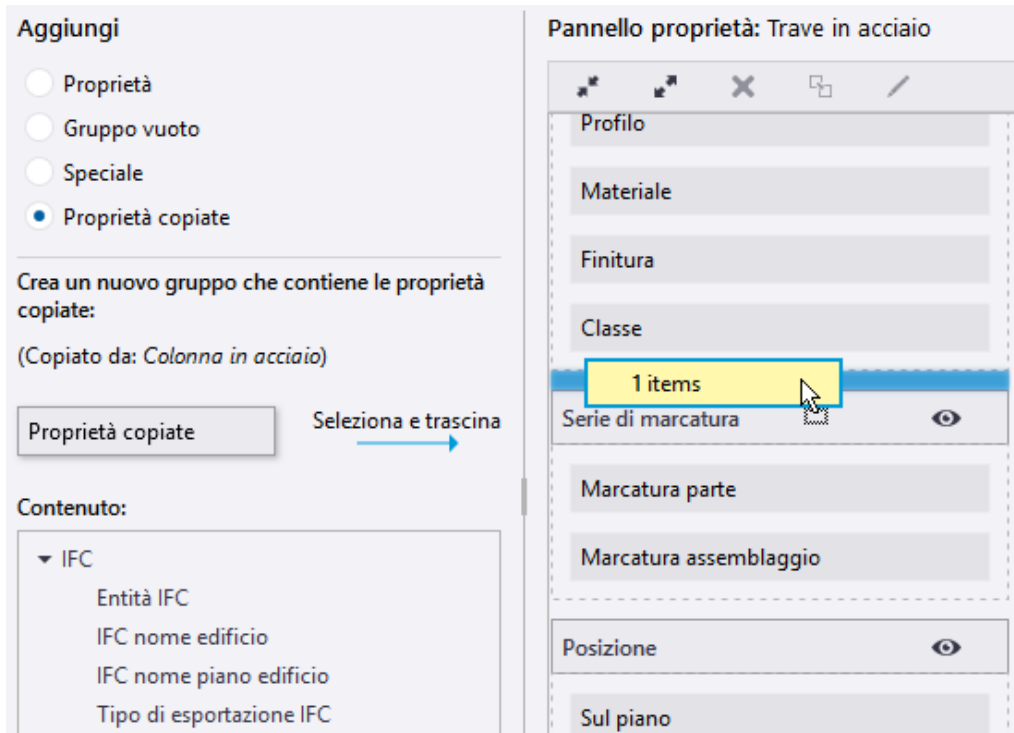 Aggiungi
Proprietà
Gruppo vuoto
Speciale
Proprietà copiate
Crea un nuovo gruppo che contiene le proprietà
copiate:
(Copiato da: Colonna in acciaio)
Proprietà copiate
Seleziona e trascina
Contenuto:
IFC
Entità IFC
IFC nome edificio
IFC nome piano edificio
Tipo di esportazione IFC
Pannello proprietà: Trave in acciaio
Profilo
Materiale
Finitura
Classe
1 items
Serie di marcatura
Marcatura parte
Marcatura assemblaggio
Posizione
Sul piano